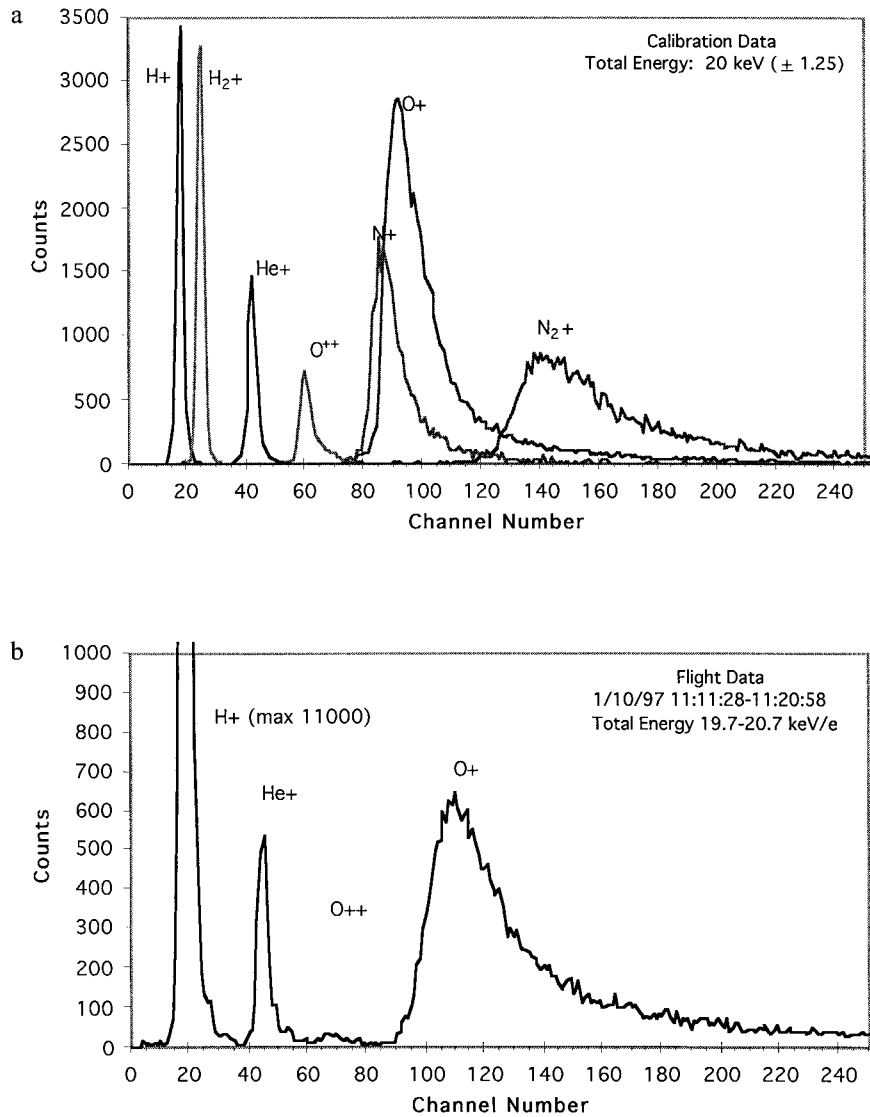 a
3500
3000
2500
2000
1500
1000
500
0
Counts
H+
H₂+
He+
O⁺⁺
N+
O+
N₂+
Calibration Data
Total Energy: 20 keV (± 1.25)
0 20 40 60 80 100 120 140 160 180 200 220 240
Channel Number
b
1000
900
800
700
600
500
400
300
200
100
0
Counts
H+ (max 11000)
He+
O++
O+
Flight Data
1/10/97 11:11:28-11:20:58
Total Energy 19.7-20.7 keV/e
0 20 40 60 80 100 120 140 160 180 200 220 240
Channel Number